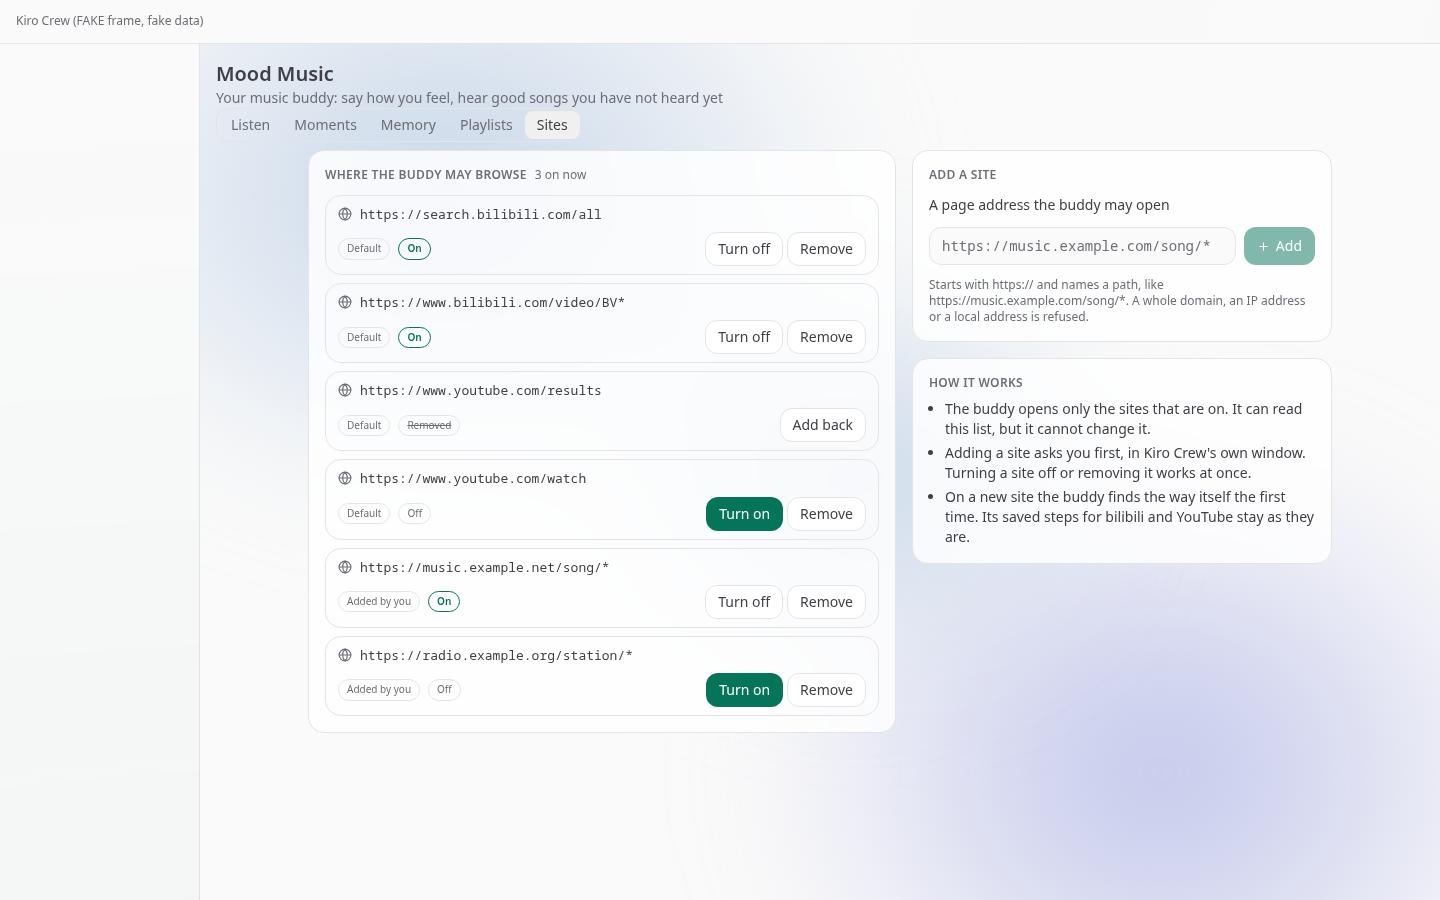 Kiro Crew (FAKE frame, fake data)
Mood Music
Your music buddy: say how you feel, hear good songs you have not heard yet
Listen Moments Memory Playlists Sites
WHERE THE BUDDY MAY BROWSE 3 on now
https://search.bilibili.com/all
Default On Turn off Remove
https://www.bilibili.com/video/BV*
Default On Turn off Remove
https://www.youtube.com/results
Default Removed Add back
https://www.youtube.com/watch
Default Off Turn on Remove
https://music.example.net/song/*
Added by you On Turn off Remove
https://radio.example.org/station/*
Added by you Off Turn on Remove
ADD A SITE
A page address the buddy may open
https://music.example.com/song/* + Add
Starts with https:// and names a path, like
https://music.example.com/song/*. A whole domain, an IP address
or a local address is refused.
HOW IT WORKS
The buddy opens only the sites that are on. It can read
this list, but it cannot change it.
Adding a site asks you first, in Kiro Crew's own window.
Turning a site off or removing it works at once.
On a new site the buddy finds the way itself the first
time. Its saved steps for bilibili and YouTube stay as they
are.